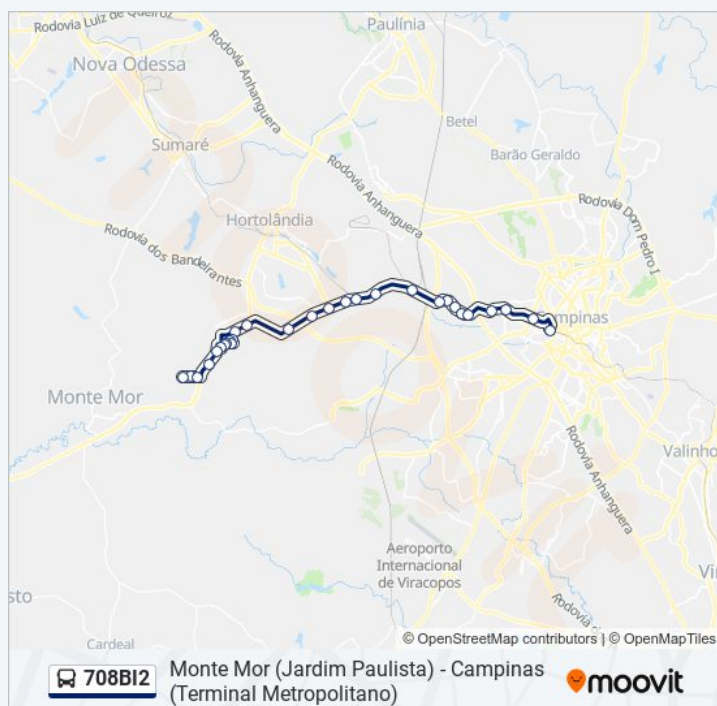 Rodovia Luiz de Queiroz
Paulínia
Nova Odessa
Rodovia Anhanguera
Betel
Sumaré
Barão Geraldo
Rodovia Anhanguera
Rodovia Dom Pedro I
Hortolândia
Rodovia dos Bandeirantes
Campinas
Monte Mor
Rodovia Anhanguera
Valinho
Aeroporto
Internacional
de Viracopos
sto
Cardeal
© OpenStreetMap contributors | © OpenMapTiles
708BI2
Monte Mor (Jardim Paulista) - Campinas
(Terminal Metropolitano)
moovit